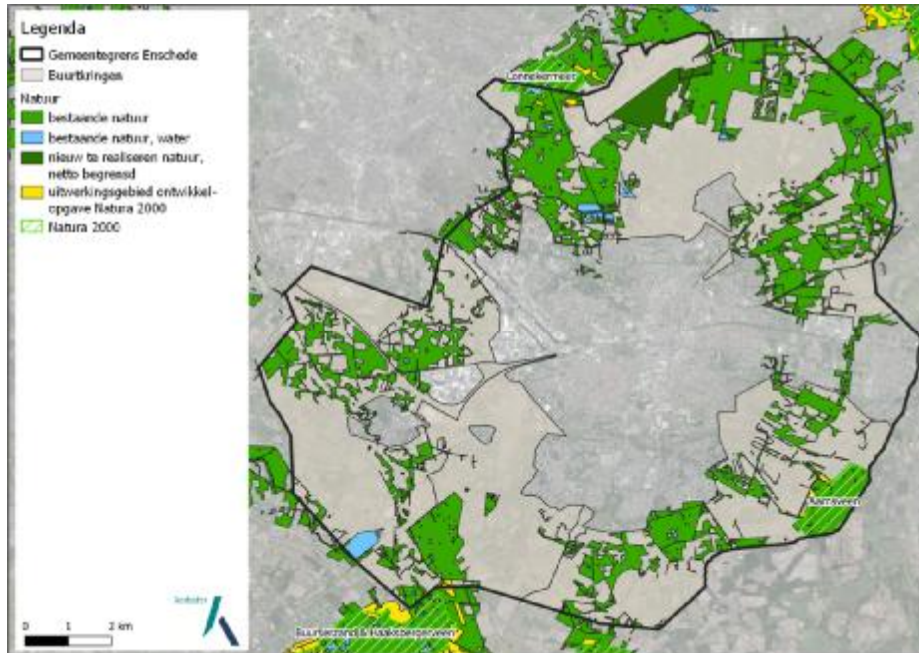 Legenda
Gemeentegrens Enschede
Buurtkringen
Natuur
bestaande natuur
bestaande natuur, water
nieuw te realiseren natuur,
netto begrensd
uitwerkingsgebied ontwikkel-
opgave Natura 2000
Natura 2000
0 1 2 km
Lonnekermeer
Aamsveen
Buurserzand & Haaksbergerveen